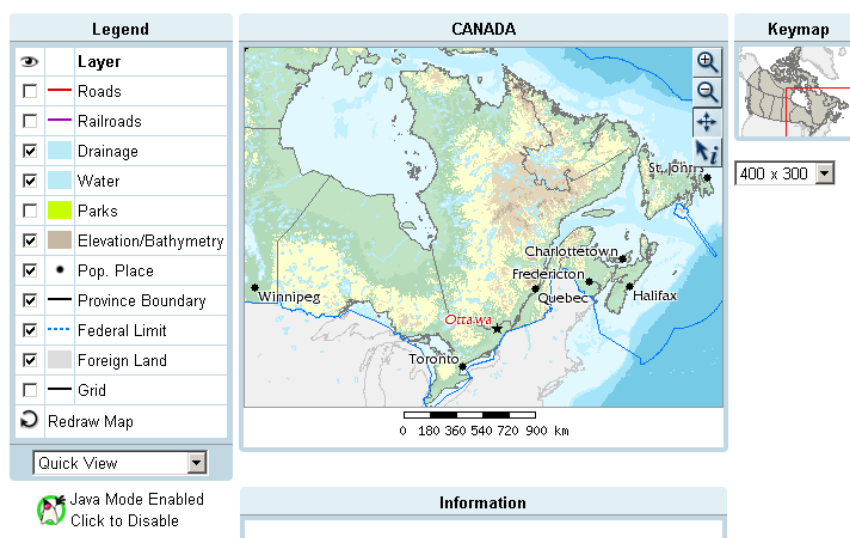 Legend
Layer
Roads
Railroads
Drainage
Water
Parks
Elevation/Bathymetry
Pop. Place
Province Boundary
Federal Limit
Foreign Land
Grid
Redraw Map
Quick View
Java Mode Enabled
Click to Disable
CANADA
St. John's
Charlottetown
Fredericton
Winnipeg
Quebec
Halifax
Ottawa
Toronto
0 180 360 540 720 900 km
Information
Keymap
400 x 300